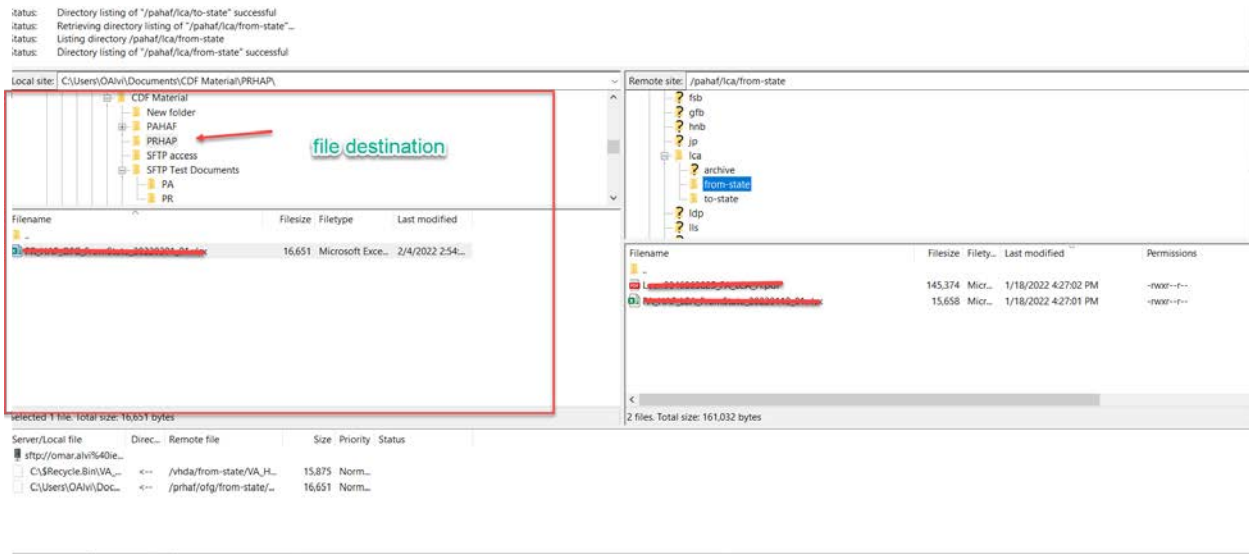 Status: Directory listing of "/pahaf/lca/to-state" successful
Status: Retrieving directory listing of "/pahaf/lca/from-state"...
Status: Listing directory /pahaf/lca/from-state
Status: Directory listing of "/pahaf/lca/from-state" successful
Local site: C:\Users\OAlvi\Documents\CDF Material\PRHAP\
CDF Material
New folder
PAHAF
PRHAP
SFTP access
SFTP Test Documents
PA
PR
file destination
Filename Filesize Filetype Last modified
..
16,651 Microsoft Exce... 2/4/2022 2:54:...
Selected 1 file. Total size: 16,651 bytes
Remote site: /pahaf/lca/from-state
fsb
gfb
hnb
jp
lca
archive
from-state
to-state
ldp
lls
Filename Filesize Filety... Last modified Permissions
..
145,374 Micr... 1/18/2022 4:27:02 PM -rwxr--r--
15,658 Micr... 1/18/2022 4:27:01 PM -rwxr--r--
2 files. Total size: 161,032 bytes
Server/Local file Direc... Remote file Size Priority Status
sftp://omar.alvi%40ie...
C:\$Recycle.Bin\VA_... <-- /vhda/from-state/VA_H... 15,875 Norm...
C:\Users\OAlvi\Doc... <-- /prhaf/ofg/from-state/... 16,651 Norm...